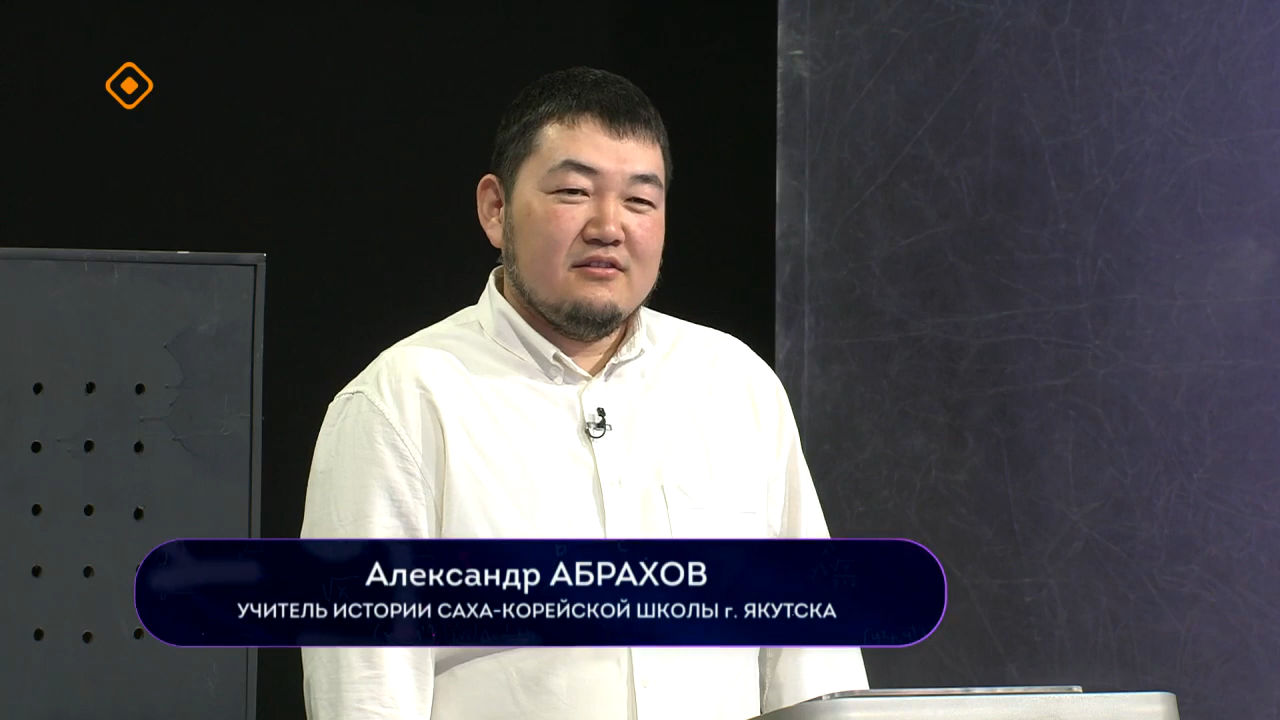 Александр АБРАХОВ
УЧИТЕЛЬ ИСТОРИИ САХА-КОРЕЙСКОЙ ШКОЛЫ г. ЯКУТСКА